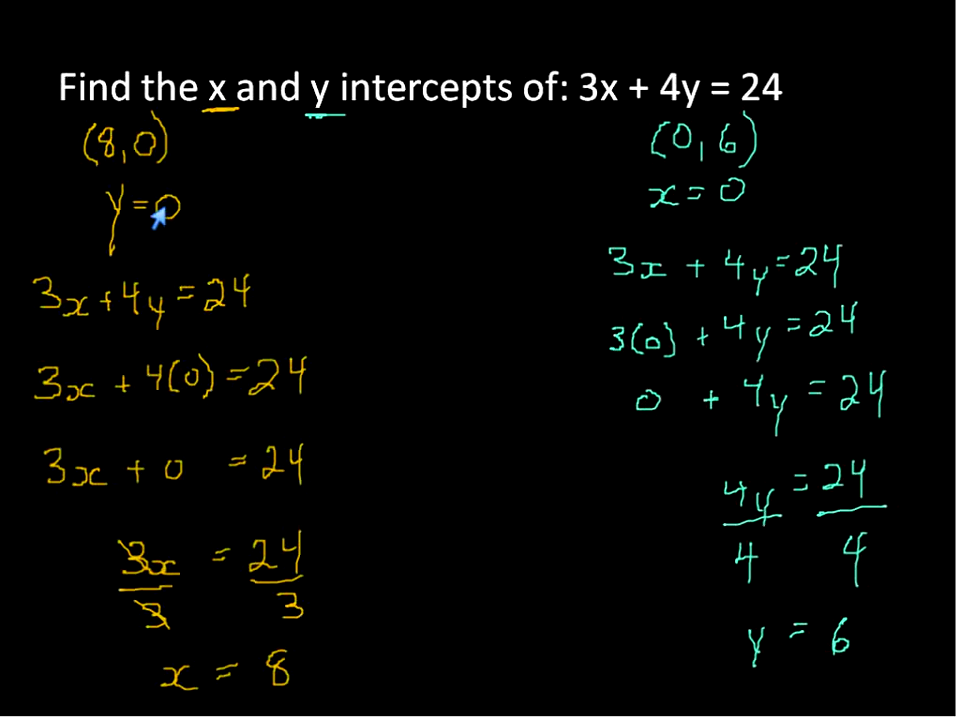 Find the x and y intercepts of: 3x + 4y = 24
(8,0)
y = 0
3x + 4y = 24
3x + 4(0) = 24
3x + 0 = 24
3x = 24
3 3
x = 8
(0, 6)
x = 0
3x + 4y = 24
3(0) + 4y = 24
0 + 4y = 24
4y = 24
4 4
y = 6